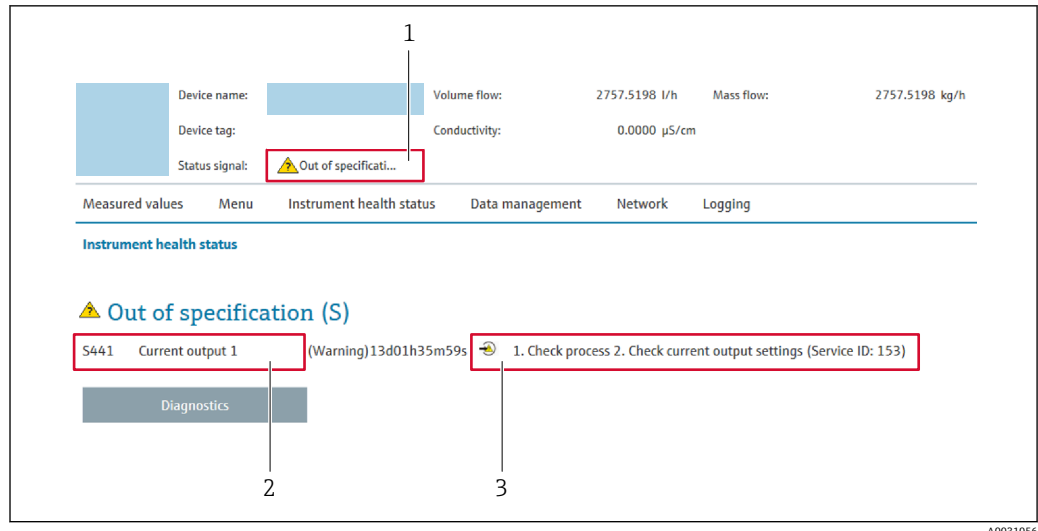 1
Device name: Volume flow: 2757.5198 l/h Mass flow: 2757.5198 kg/h
Device tag: Conductivity: 0.0000 µS/cm
Status signal: Out of specificati...
Measured values Menu Instrument health status Data management Network Logging
Instrument health status
Out of specification (S)
S441 Current output 1 (Warning)13d01h35m59s 1. Check process 2. Check current output settings (Service ID: 153)
Diagnostics
2 3
A0031056